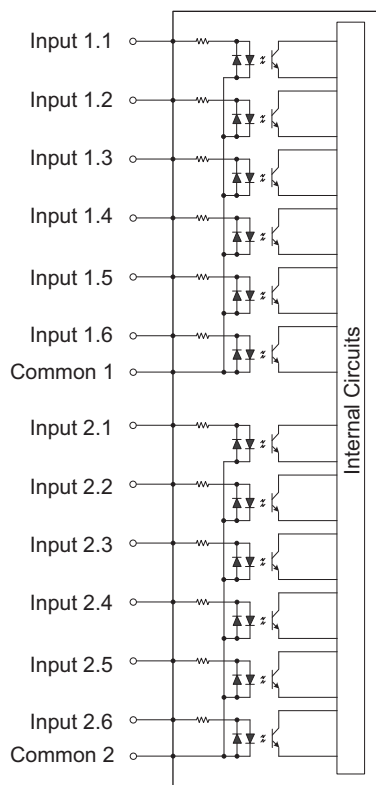 Input 1.1
Input 1.2
Input 1.3
Input 1.4
Input 1.5
Input 1.6
Common 1
Input 2.1
Input 2.2
Input 2.3
Input 2.4
Input 2.5
Input 2.6
Common 2
Internal Circuits